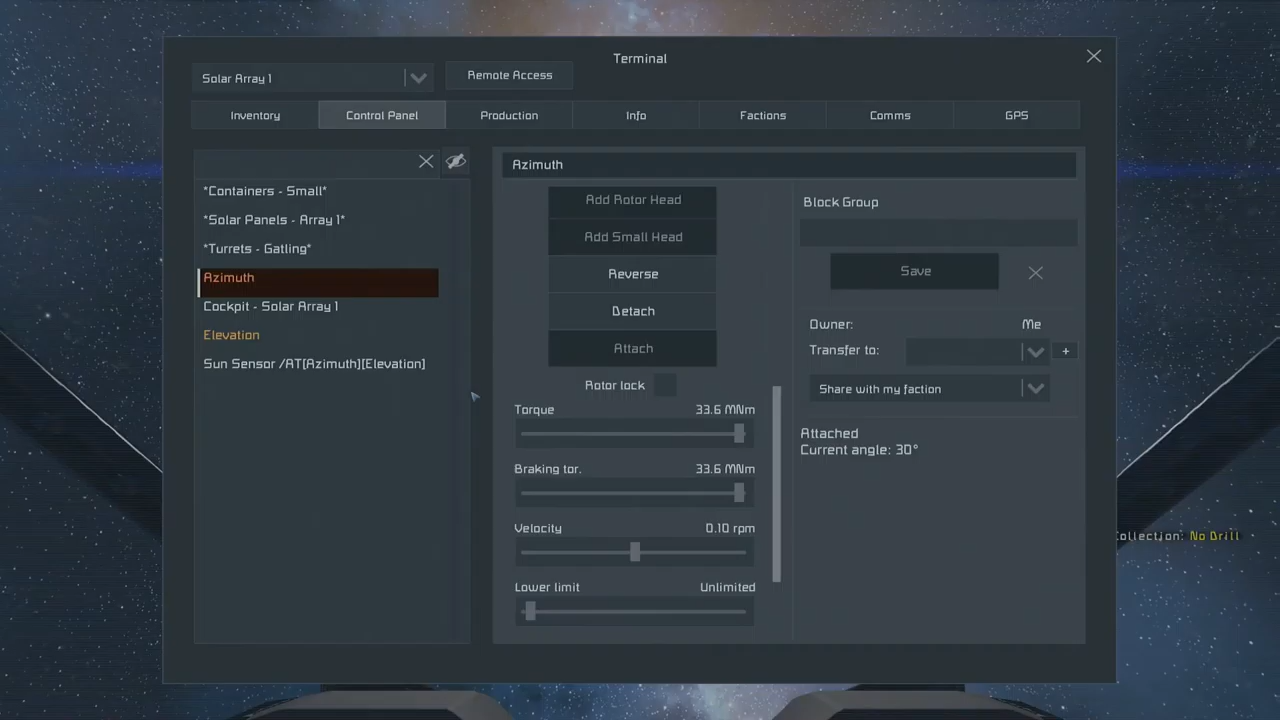 Terminal
Solar Array 1
Remote Access
Inventory
Control Panel
Production
Info
Factions
Comms
GPS
*Containers - Small*
*Solar Panels - Array 1*
*Turrets - Gatling*
Azimuth
Cockpit - Solar Array 1
Elevation
Sun Sensor /AT[Azimuth][Elevation]
Azimuth
Add Rotor Head
Add Small Head
Reverse
Detach
Attach
Rotor lock
Torque 33.6 MNm
Braking tor. 33.6 MNm
Velocity 0.10 rpm
Lower limit Unlimited
Block Group
Save
Owner: Me
Transfer to:
+
Share with my faction
Attached
Current angle: 30°
Collection: No Drill